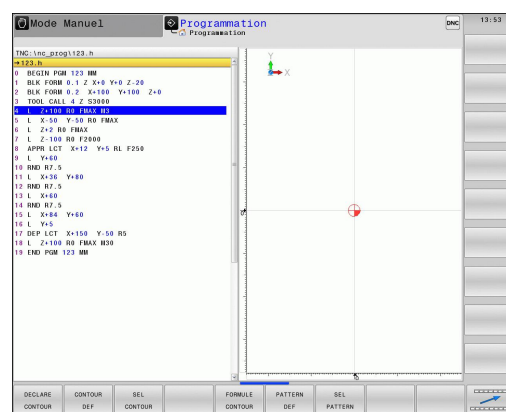 Mode Manuel
Programmation
Programmation
DNC
13:53
TNC:\nc_prog\123.h
→123.h
0 BEGIN PGM 123 MM
1 BLK FORM 0.1 Z X+0 Y+0 Z-20
2 BLK FORM 0.2 X+100 Y+100 Z+0
3 TOOL CALL 4 Z S3000
4 L Z+100 R0 FMAX M3
5 L X-50 Y-50 R0 FMAX
6 L Z+2 R0 FMAX
7 L Z-100 R0 F2000
8 APPR LCT X+12 Y+5 RL F250
9 L Y+60
10 RND R7.5
11 L X+36 Y+80
12 RND R7.5
13 L X+60
14 RND R7.5
15 L X+84 Y+60
16 L Y+5
17 DEP LCT X+150 Y-50 R5
18 L Z+100 R0 FMAX M30
19 END PGM 123 MM
Y
X
0
0
DECLARE CONTOUR
CONTOUR DEF
SEL CONTOUR
FORMULE CONTOUR
PATTERN DEF
SEL PATTERN